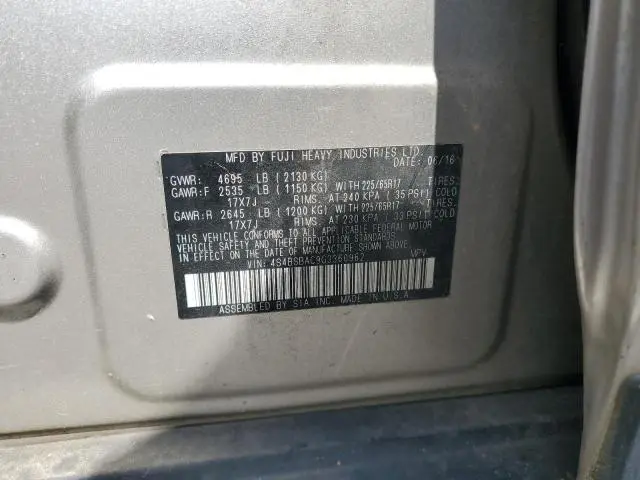 MFD BY FUJI HEAVY INDUSTRIES LTD.
DATE: 06/16
GVWR: 4695 LB (2130 KG)
GAWR:F 2535 LB (1150 KG) WITH 225/65R17 TIRES.
17X7J RIMS. AT 240 KPA (35 PSI) COLD
GAWR:R 2645 LB (1200 KG) WITH 225/65R17 TIRES.
17X7J RIMS. AT 230 KPA (33 PSI) COLD
THIS VEHICLE CONFORMS TO ALL APPLICABLE FEDERAL MOTOR
VEHICLE SAFETY AND THEFT PREVENTION STANDARDS IN EFFECT
ON THE DATE OF MANUFACTURE SHOWN ABOVE.
VIN: 4S4BSBAC9G3360967 MPV
ASSEMBLED BY SIA INC. MADE IN U.S.A.